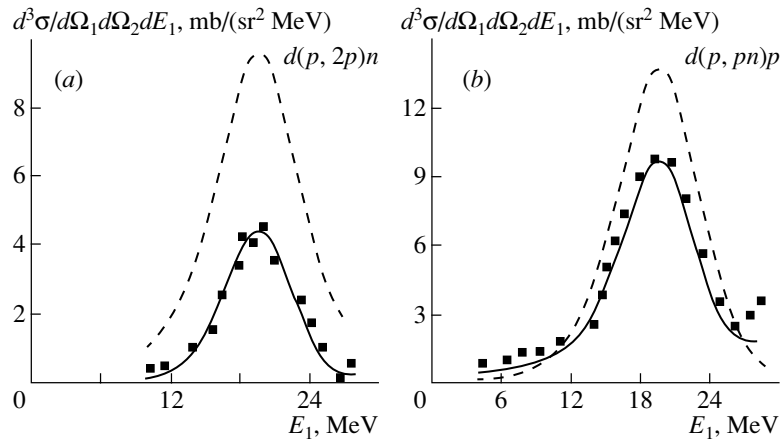 d³σ/dΩ₁dΩ₂dE₁, mb/(sr² MeV)
(a)
d(p, 2p)n
8
6
4
2
0
12
24
E₁, MeV
d³σ/dΩ₁dΩ₂dE₁, mb/(sr² MeV)
(b)
d(p, pn)p
12
9
6
3
0
6
12
18
24
E₁, MeV